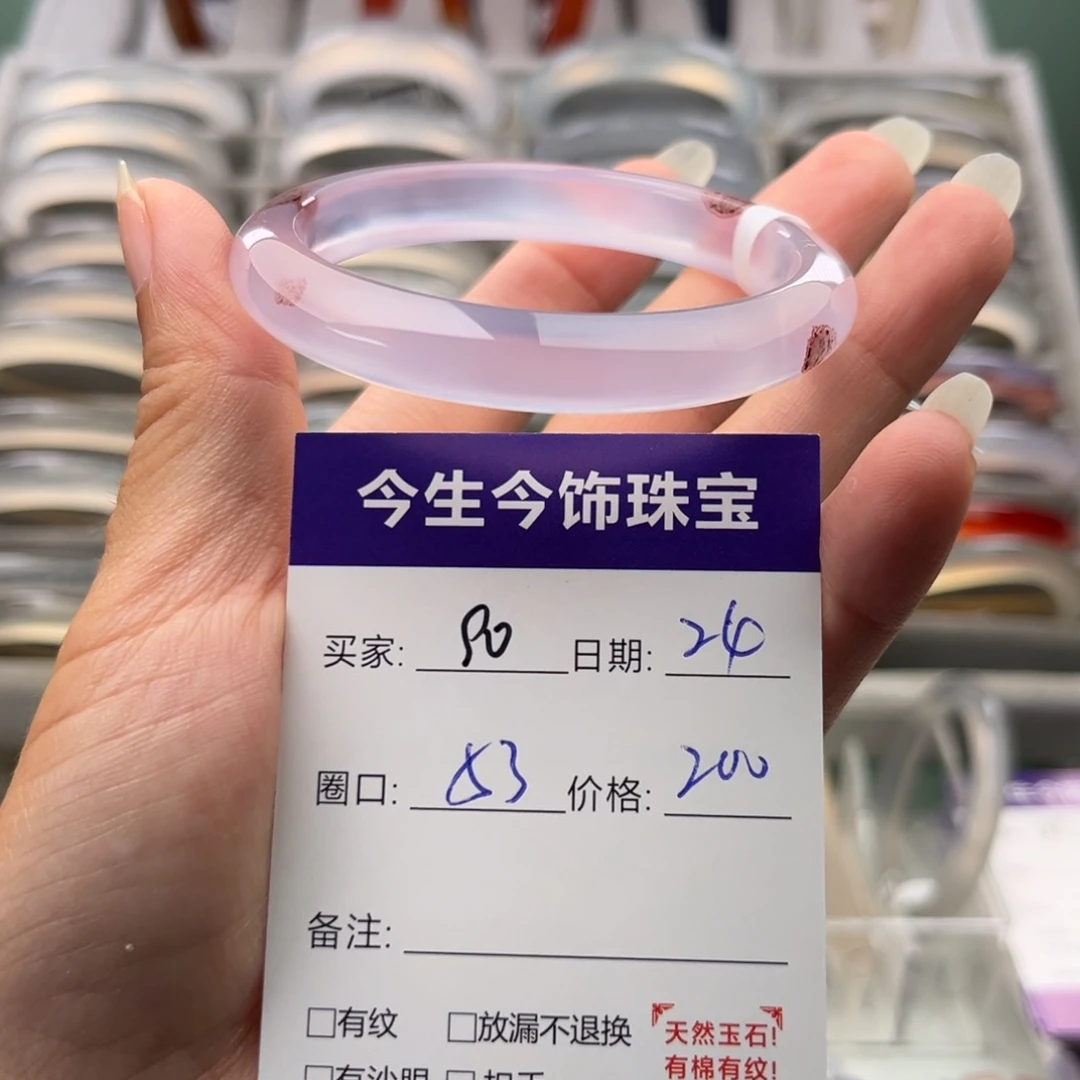 今生今饰珠宝
买家: 日期: 24
圈口: 53 价格: 200
备注:
□有纹 □放漏不退换 天然玉石!
有棉有纹!